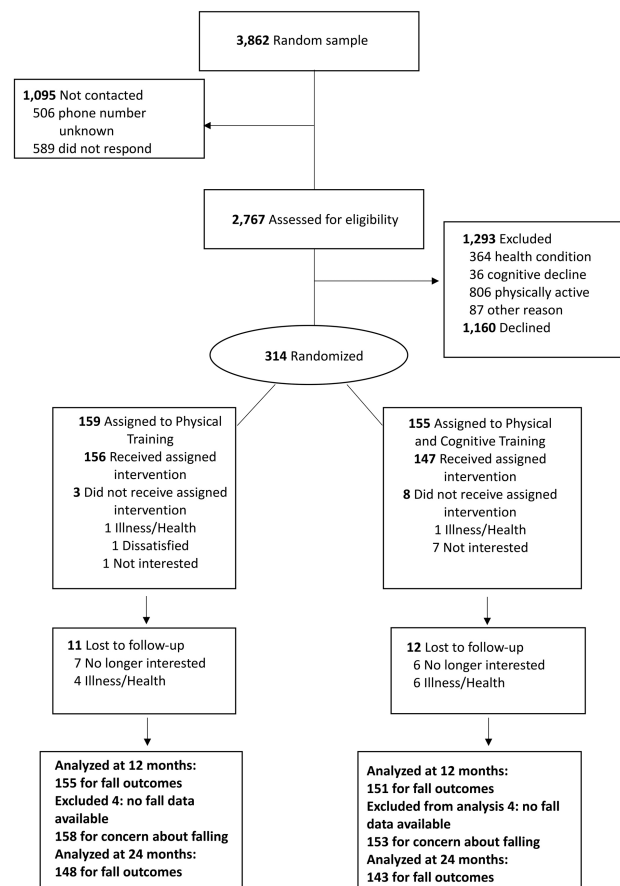 3,862 Random sample
1,095 Not contacted
506 phone number
unknown
589 did not respond
2,767 Assessed for eligibility
1,293 Excluded
364 health condition
36 cognitive decline
806 physically active
87 other reason
1,160 Declined
314 Randomized
159 Assigned to Physical
Training
156 Received assigned
intervention
3 Did not receive assigned
intervention
1 Illness/Health
1 Dissatisfied
1 Not interested
155 Assigned to Physical
and Cognitive Training
147 Received assigned
intervention
8 Did not receive assigned
intervention
1 Illness/Health
7 Not interested
11 Lost to follow-up
7 No longer interested
4 Illness/Health
12 Lost to follow-up
6 No longer interested
6 Illness/Health
Analyzed at 12 months:
155 for fall outcomes
Excluded 4: no fall data
available
158 for concern about falling
Analyzed at 24 months:
148 for fall outcomes
Analyzed at 12 months:
151 for fall outcomes
Excluded from analysis 4: no fall
data available
153 for concern about falling
Analyzed at 24 months:
143 for fall outcomes